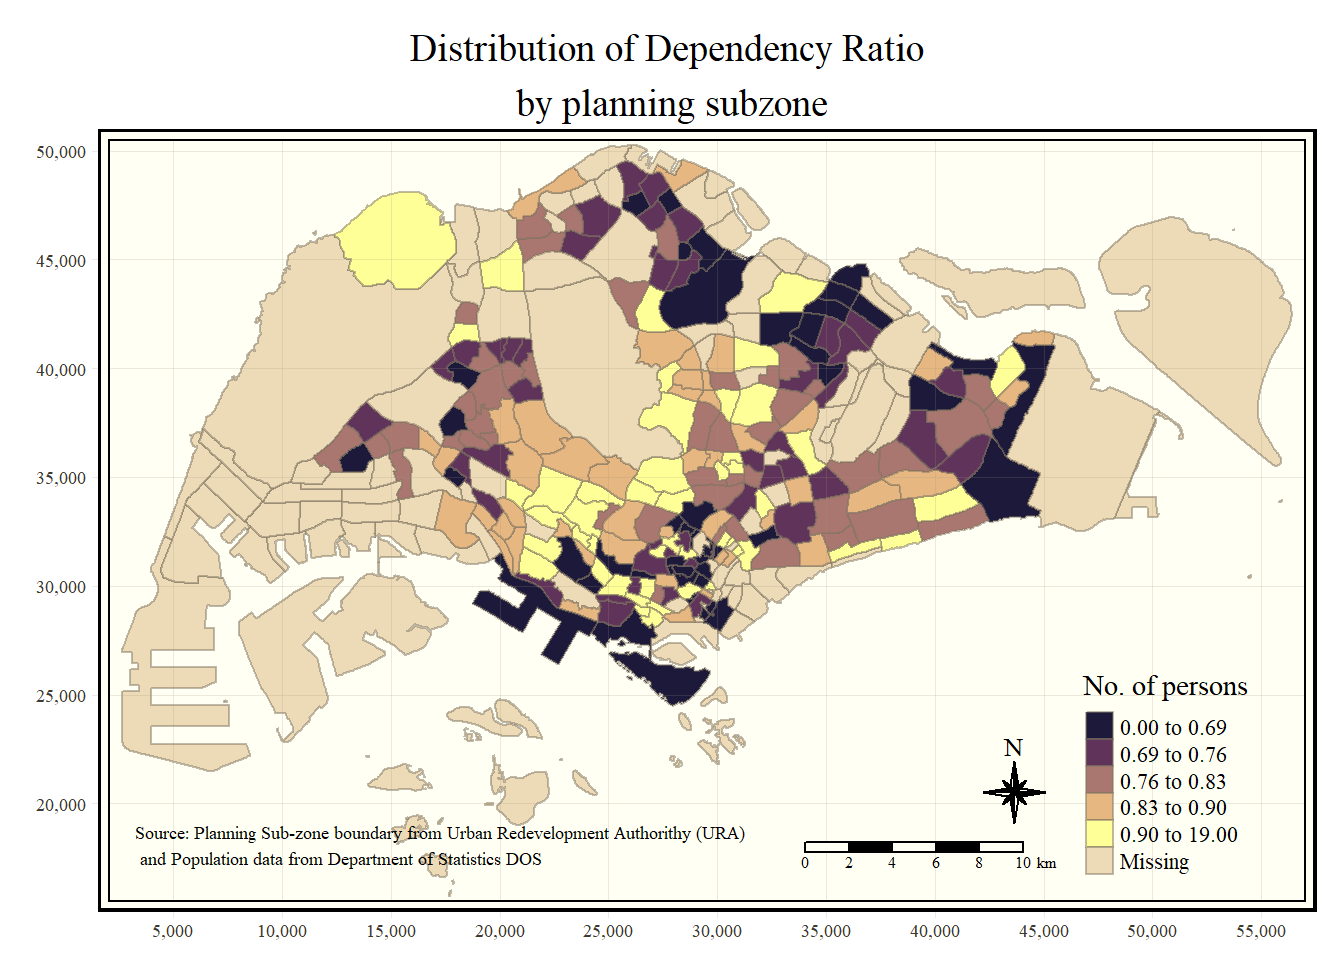 Distribution of Dependency Ratio
by planning subzone
50,000
45,000
40,000
35,000
30,000
25,000
20,000
No. of persons
0.00 to 0.69
0.69 to 0.76
0.76 to 0.83
0.83 to 0.90
0.90 to 19.00
Missing
N
0 2 4 6 8 10 km
Source: Planning Sub-zone boundary from Urban Redevelopment Authorithy (URA)
and Population data from Department of Statistics DOS
5,000 10,000 15,000 20,000 25,000 30,000 35,000 40,000 45,000 50,000 55,000